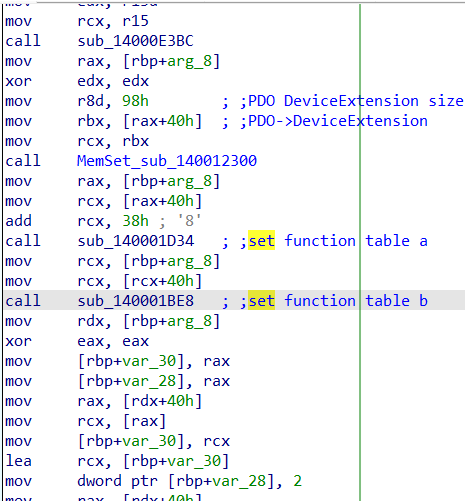 mov     rcx, r15
call    sub_14000E3BC
mov     rax, [rbp+arg_8]
xor     edx, edx
mov     r8d, 98h        ; ;PDO DeviceExtension size
mov     rbx, [rax+40h]  ; ;PDO->DeviceExtension
mov     rcx, rbx
call    MemSet_sub_140012300
mov     rax, [rbp+arg_8]
mov     rcx, [rax+40h]
add     rcx, 38h ; '8'
call    sub_140001D34   ; ;set function table a
mov     rcx, [rbp+arg_8]
mov     rcx, [rcx+40h]
call    sub_140001BE8   ; ;set function table b
mov     rdx, [rbp+arg_8]
xor     eax, eax
mov     [rbp+var_30], rax
mov     [rbp+var_28], rax
mov     rax, [rdx+40h]
mov     rcx, [rax]
mov     [rbp+var_30], rcx
lea     rcx, [rbp+var_30]
mov     dword ptr [rbp+var_28], 2
mov     rax, [rdx+40h]